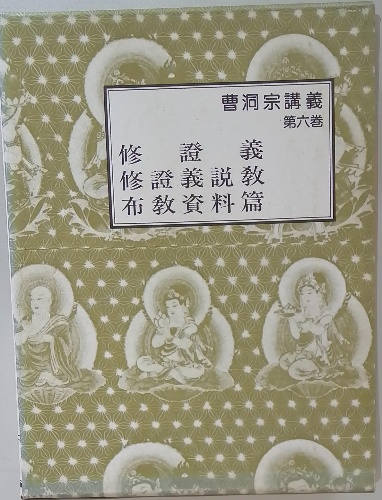 曹洞宗講義
第六巻
修證義
修證義説教
布教資料篇